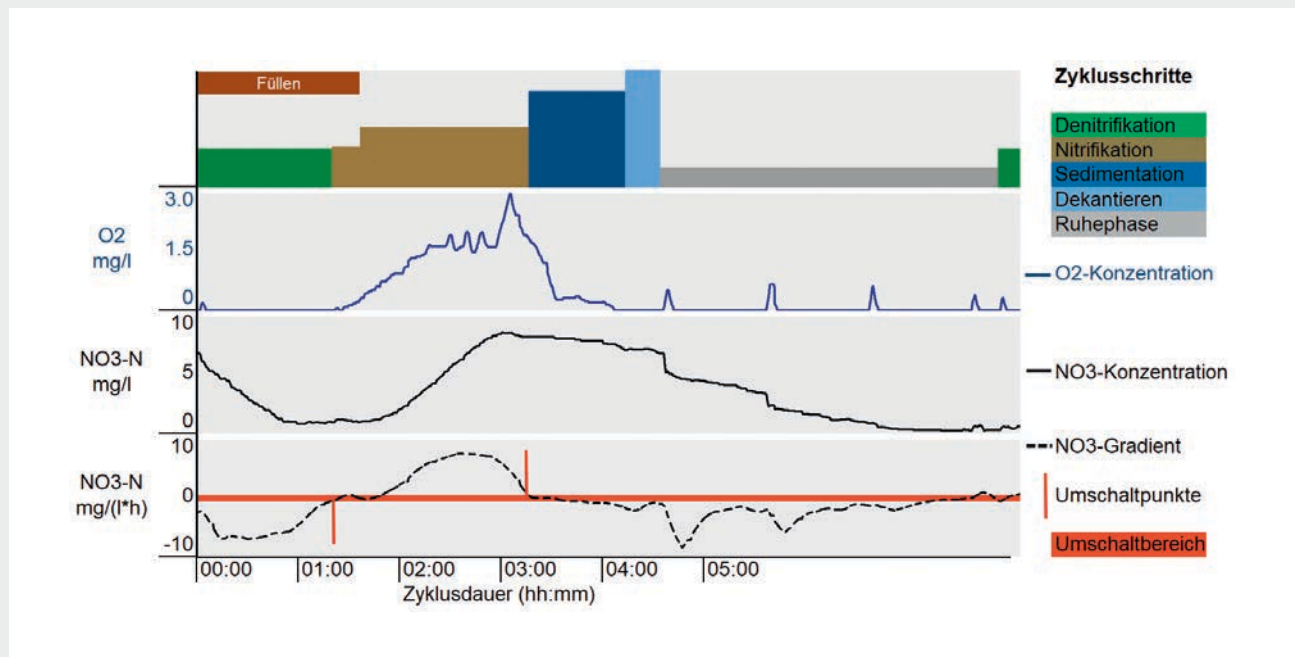 Füllen
Zyklusschritte
Denitrifikation
Nitrifikation
Sedimentation
Dekantieren
Ruhephase
O2
mg/l
3.0
1.5
0
O2-Konzentration
NO3-N
mg/l
10
5
0
NO3-Konzentration
NO3-N
mg/(l*h)
10
0
-10
NO3-Gradient
Umschaltpunkte
Umschaltbereich
00:00 01:00 02:00 03:00 04:00 05:00
Zyklusdauer (hh:mm)